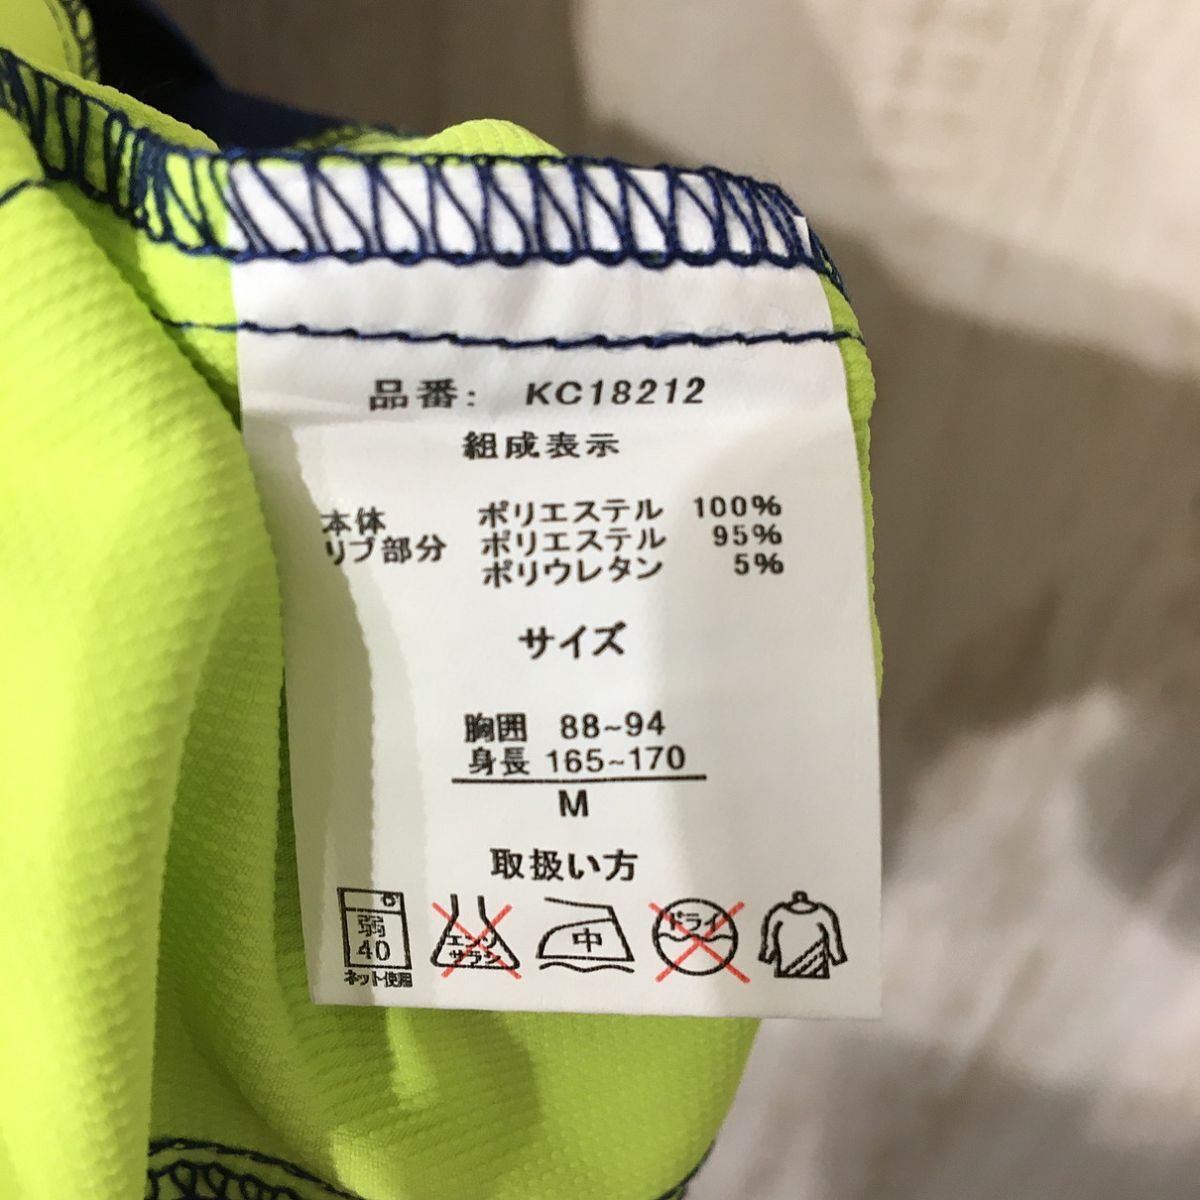 品番: KC18212
組成表示
本体 ポリエステル 100%
リブ部分 ポリエステル 95%
ポリウレタン 5%
サイズ
胸囲 88~94
身長 165~170
M
取扱い方
弱 エンソ 中 ドライ
40 サラシ
ネット使用